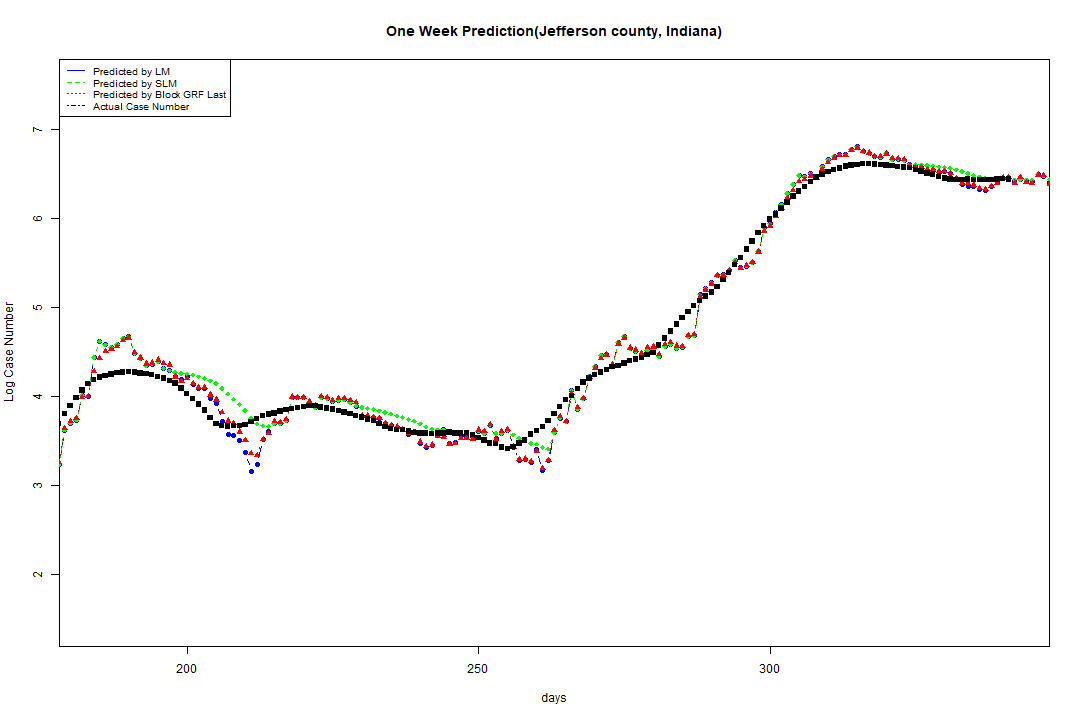 One Week Prediction(Jefferson county, Indiana)
Predicted by LM
Predicted by SLM
Predicted by Block GRF Last
Actual Case Number
7
6
5
4
3
2
Log Case Number
200 250 300
days